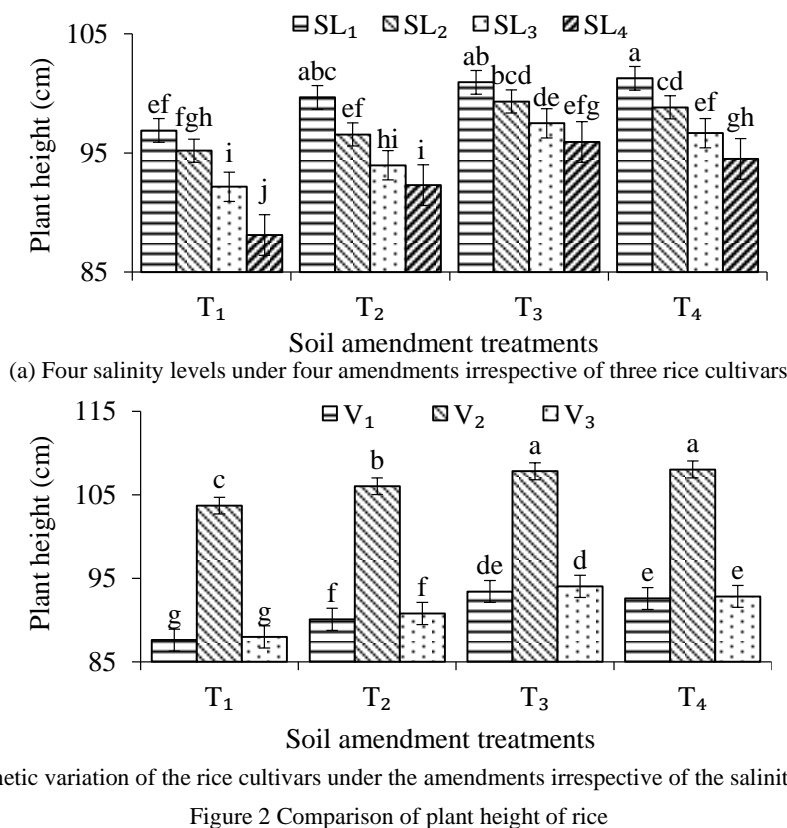 105
SL₁ SL₂ SL₃ SL₄
Plant height (cm)
95
85
ef fgh i j
abc ef hi i
ab bcd de efg
a cd ef gh
T₁ T₂ T₃ T₄
Soil amendment treatments
(a) Four salinity levels under four amendments irrespective of three rice cultivars
115
V₁ V₂ V₃
Plant height (cm)
105
95
85
g c g
f b f
de a d
e a e
T₁ T₂ T₃ T₄
Soil amendment treatments
netic variation of the rice cultivars under the amendments irrespective of the salinit
Figure 2 Comparison of plant height of rice